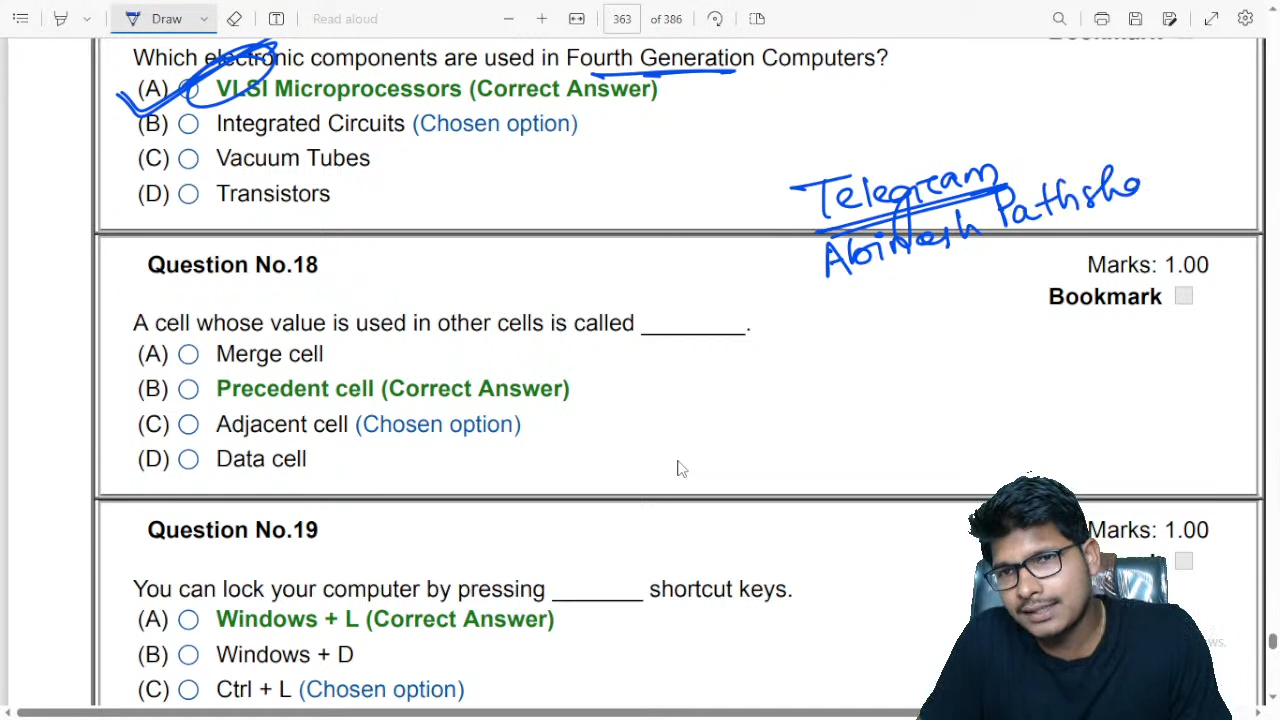 Draw
Read aloud
363 of 386
Which electronic components are used in Fourth Generation Computers?
(A) VLSI Microprocessors (Correct Answer)
(B) Integrated Circuits (Chosen option)
(C) Vacuum Tubes
(D) Transistors
Telegram
Abinash Pathsha
Question No.18
Marks: 1.00
Bookmark
A cell whose value is used in other cells is called _________.
(A) Merge cell
(B) Precedent cell (Correct Answer)
(C) Adjacent cell (Chosen option)
(D) Data cell
Question No.19
Marks: 1.00
You can lock your computer by pressing ________ shortcut keys.
(A) Windows + L (Correct Answer)
(B) Windows + D
(C) Ctrl + L (Chosen option)